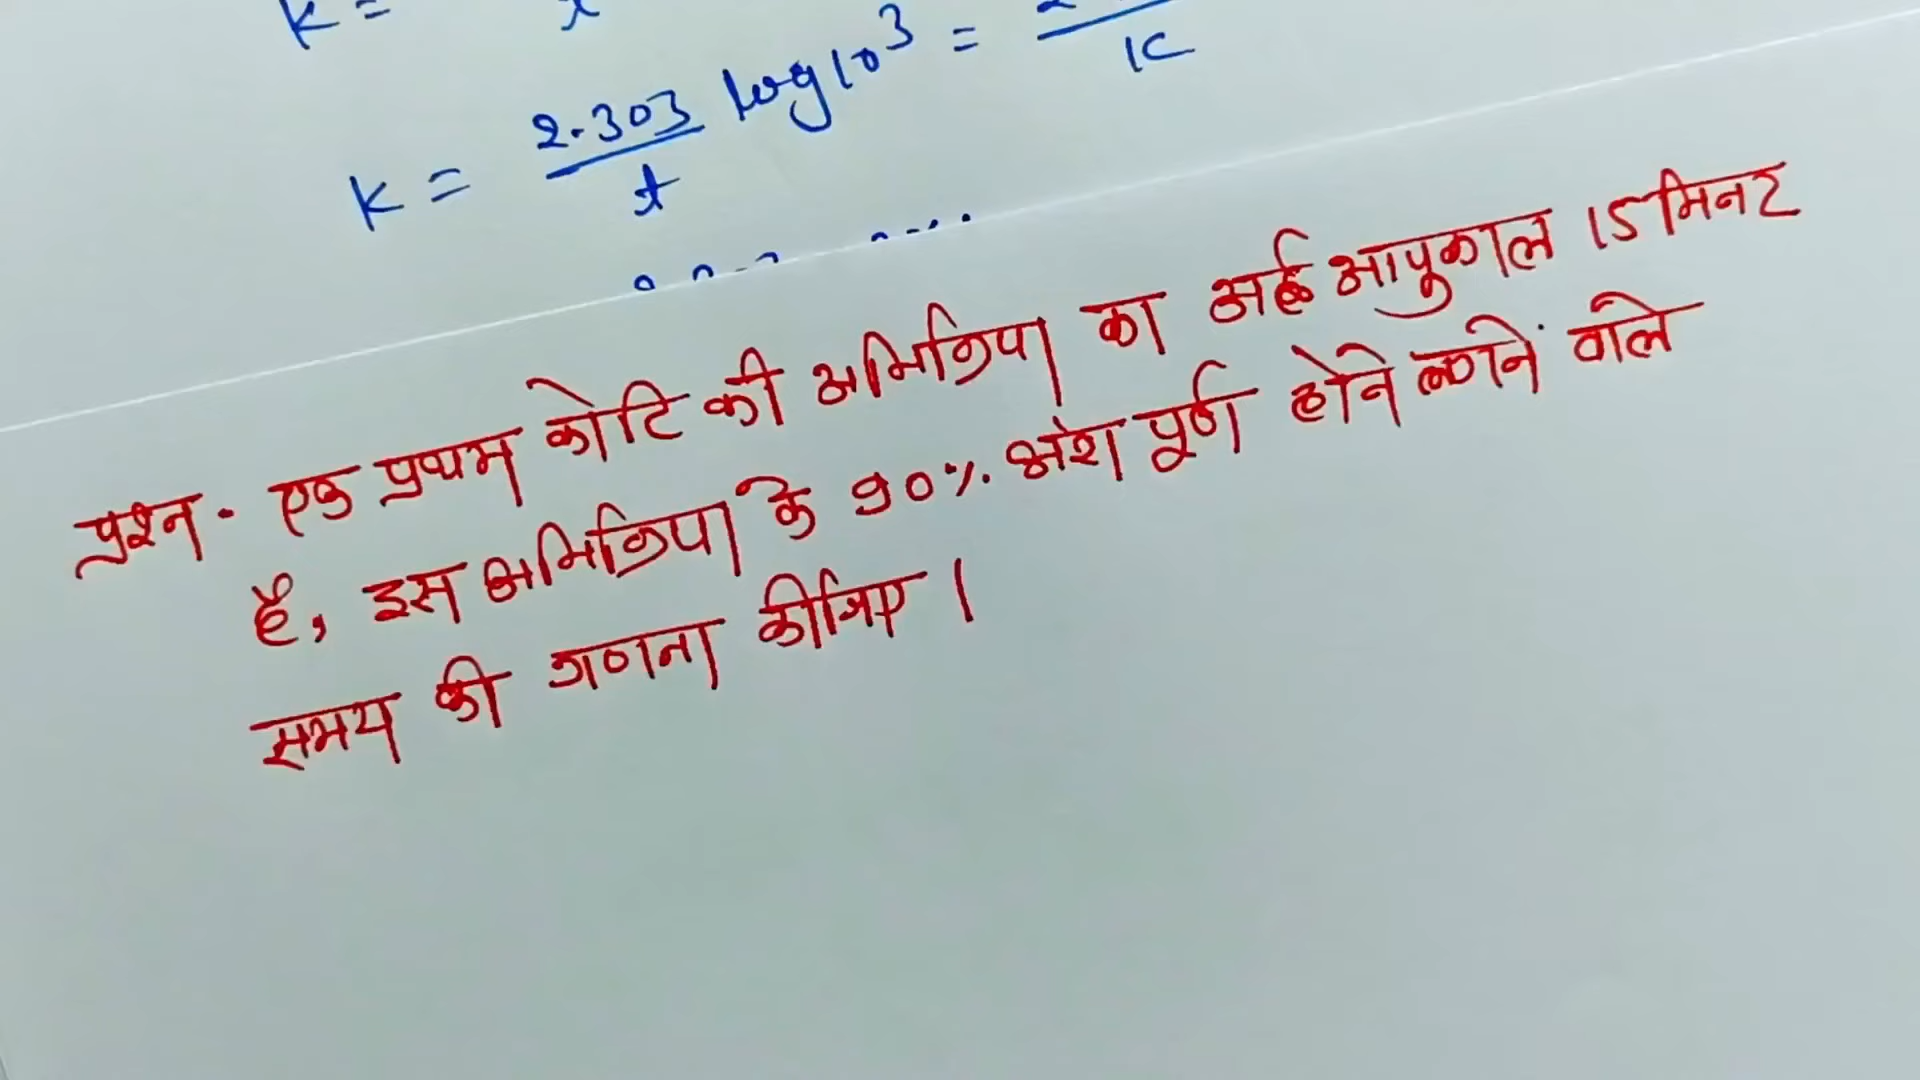 K =
K = 2.303/t log10³ =
प्रश्न - एक प्रथम कोटि की अभिक्रिया का अर्द्ध आयुकाल 15 मिनट
है, इस अभिक्रिया के 90% अंश पूर्ण होने लगने वाले
समय की गणना कीजिए ।